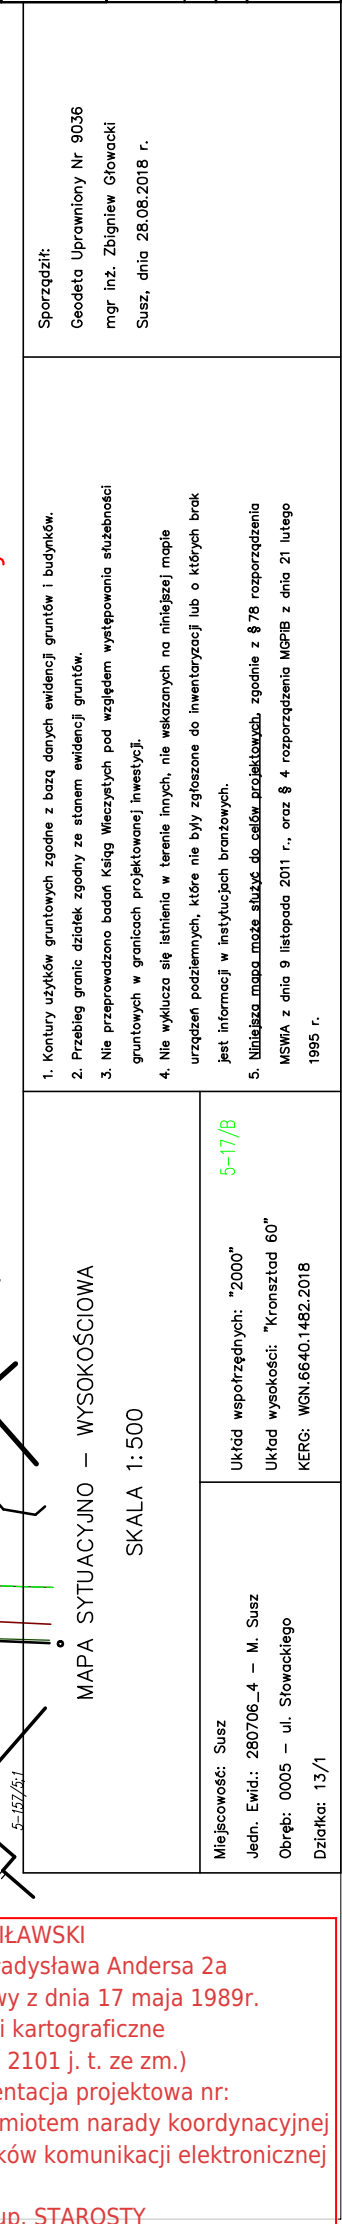 MAPA SYTUACYJNO – WYSOKOŚCIOWA
SKALA 1:500
Miejscowość: Susz
Jedn. Ewid.: 280706_4 – M. Susz
Obręb: 0005 – ul. Słowackiego
Działka: 13/1
Układ wspołrzędnych: "2000"
Układ wysokości: "Kronsztad 60"
KERG: WGN.6640.1482.2018
5-17/B
1. Kontury użytków gruntowych zgodne z bazą danych ewidencji gruntów i budynków.
2. Przebieg granic działek zgodny ze stanem ewidencji gruntów.
3. Nie przeprowadzono badań Ksiąg Wieczystych pod względem występowania służebności
gruntowych w granicach projektowanej inwestycji.
4. Nie wyklucza się istnienia w terenie innych, nie wskazanych na niniejszej mapie
urządzeń podziemnych, które nie były zgłoszone do inwentaryzacji lub o których brak
jest informacji w instytucjach branżowych.
5. Niniejsza mapa może służyć do celów projektowych, zgodnie z § 78 rozporządzenia
MSWiA z dnia 9 listopada 2011 r., oraz § 4 rozporządzenia MGPiB z dnia 21 lutego
1995 r.
Sporządził:
Geodeta Uprawniony Nr 9036
mgr inż. Zbigniew Głowacki
Susz, dnia 28.08.2018 r.
5-157/5;1
IŁAWSKI
ładysława Andersa 2a
wy z dnia 17 maja 1989r.
i kartograficzne
2101 j. t. ze zm.)
entacja projektowa nr:
miotem narady koordynacyjnej
ków komunikacji elektronicznej
up. STAROSTY